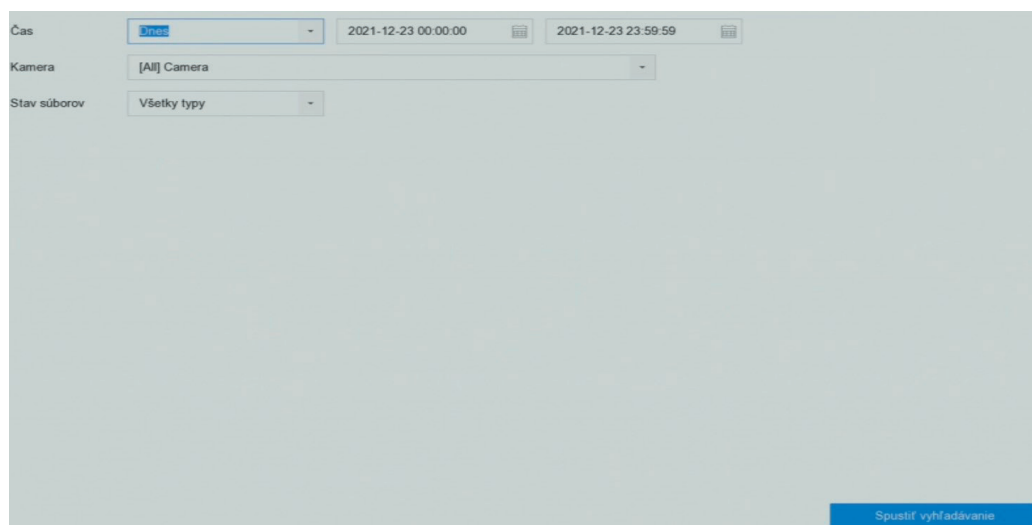 Čas Dnes 2021-12-23 00:00:00 2021-12-23 23:59:59
Kamera [All] Camera
Stav súborov Všetky typy
Spustiť vyhľadávanie